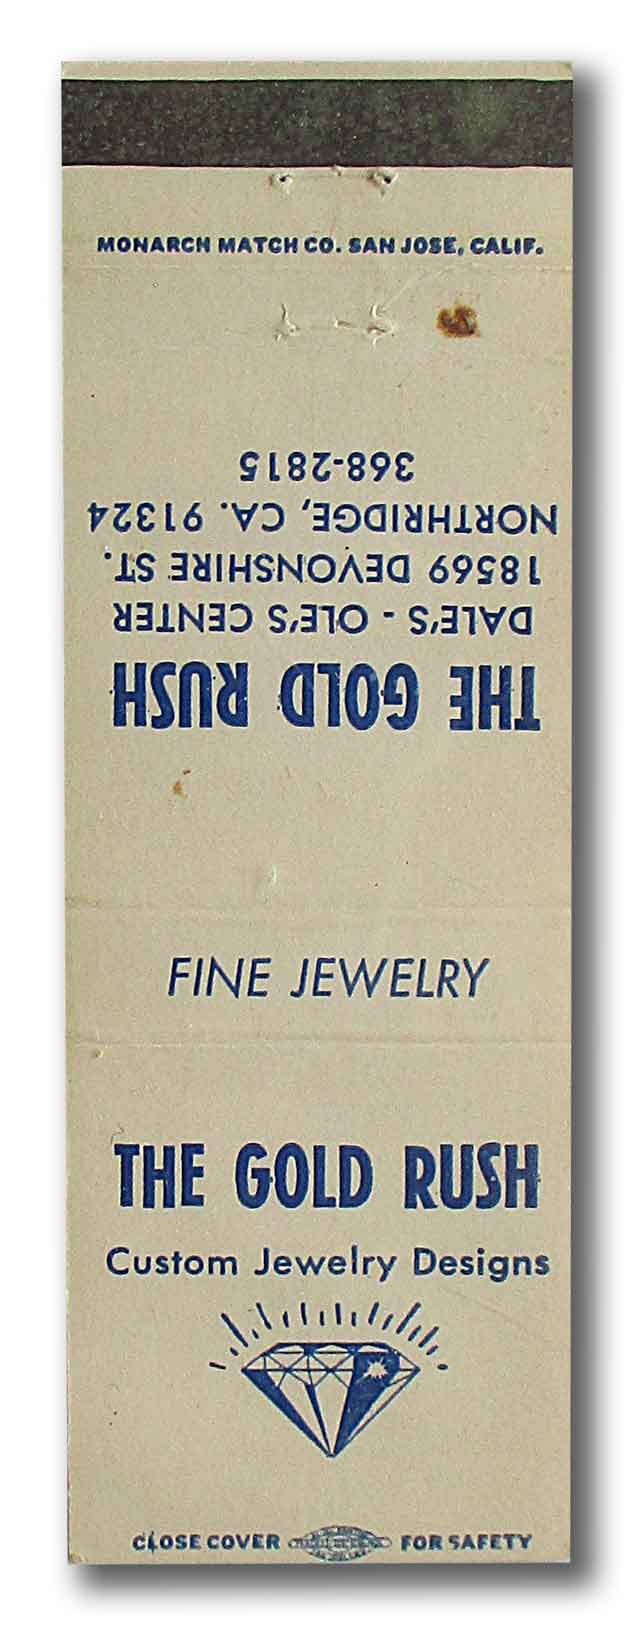 MONARCH MATCH CO. SAN JOSE, CALIF.
THE GOLD RUSH
DALE'S - OLE'S CENTER
18569 DEVONSHIRE ST.
NORTHRIDGE, CA. 91324
368-2815
FINE JEWELRY
THE GOLD RUSH
Custom Jewelry Designs
CLOSE COVER FOR SAFETY